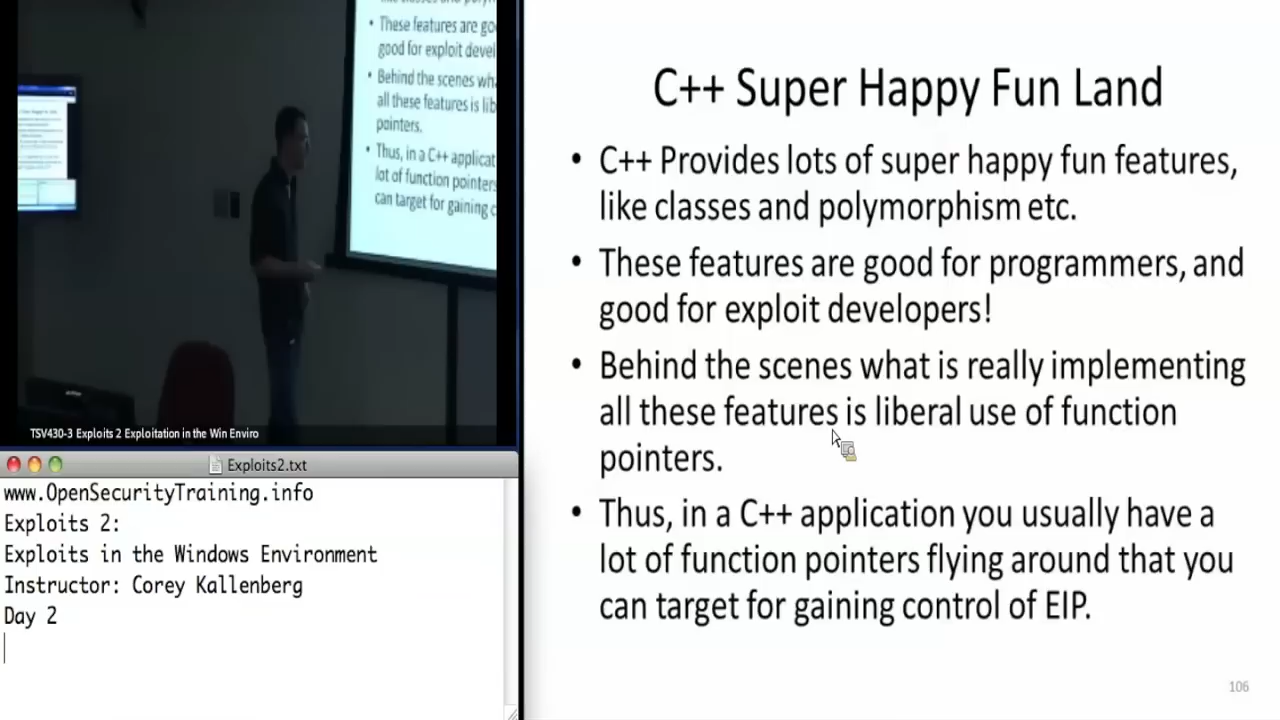 like classes and polym
• These features are go
good for exploit devel
• Behind the scenes wh
all these features is lib
pointers.
• Thus, in a C++ applicat
lot of function pointers
can target for gaining c
TSV430-3 Exploits 2 Exploitation in the Win Enviro
Exploits2.txt
www.OpenSecurityTraining.info
Exploits 2:
Exploits in the Windows Environment
Instructor: Corey Kallenberg
Day 2
C++ Super Happy Fun Land
• C++ Provides lots of super happy fun features,
like classes and polymorphism etc.
• These features are good for programmers, and
good for exploit developers!
• Behind the scenes what is really implementing
all these features is liberal use of function
pointers.
• Thus, in a C++ application you usually have a
lot of function pointers flying around that you
can target for gaining control of EIP.
106